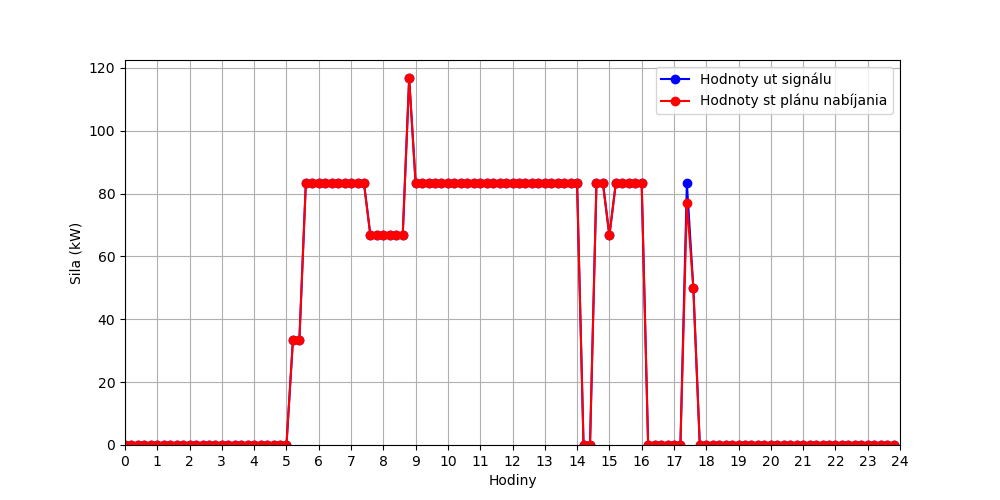 120
100
80
60
40
20
0
Sila (kW)
Hodnoty ut signálu
Hodnoty st plánu nabíjania
0 1 2 3 4 5 6 7 8 9 10 11 12 13 14 15 16 17 18 19 20 21 22 23 24
Hodiny